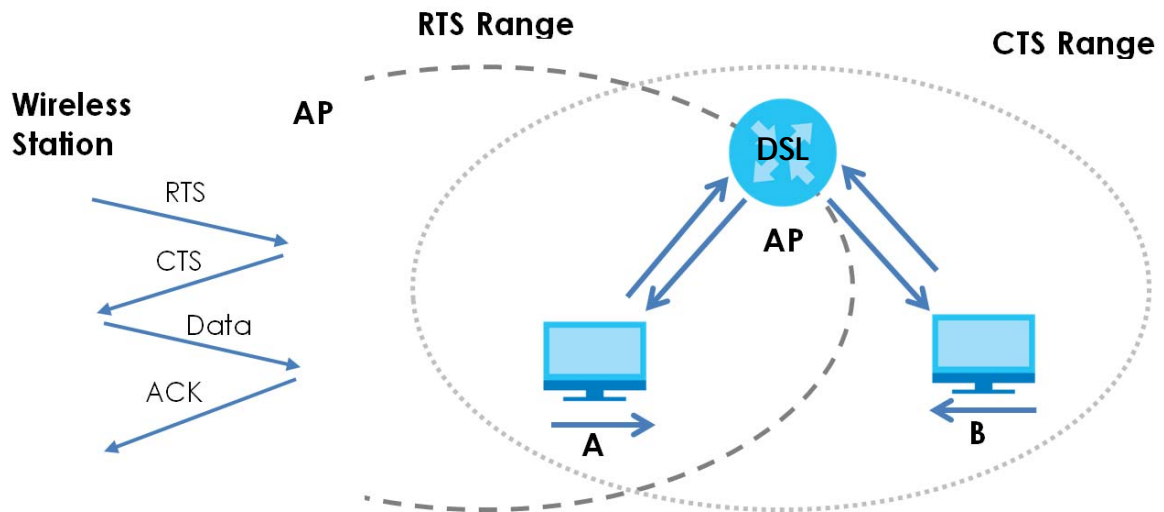 RTS Range
CTS Range
Wireless
Station
AP
RTS
CTS
Data
ACK
DSL
AP
A
B